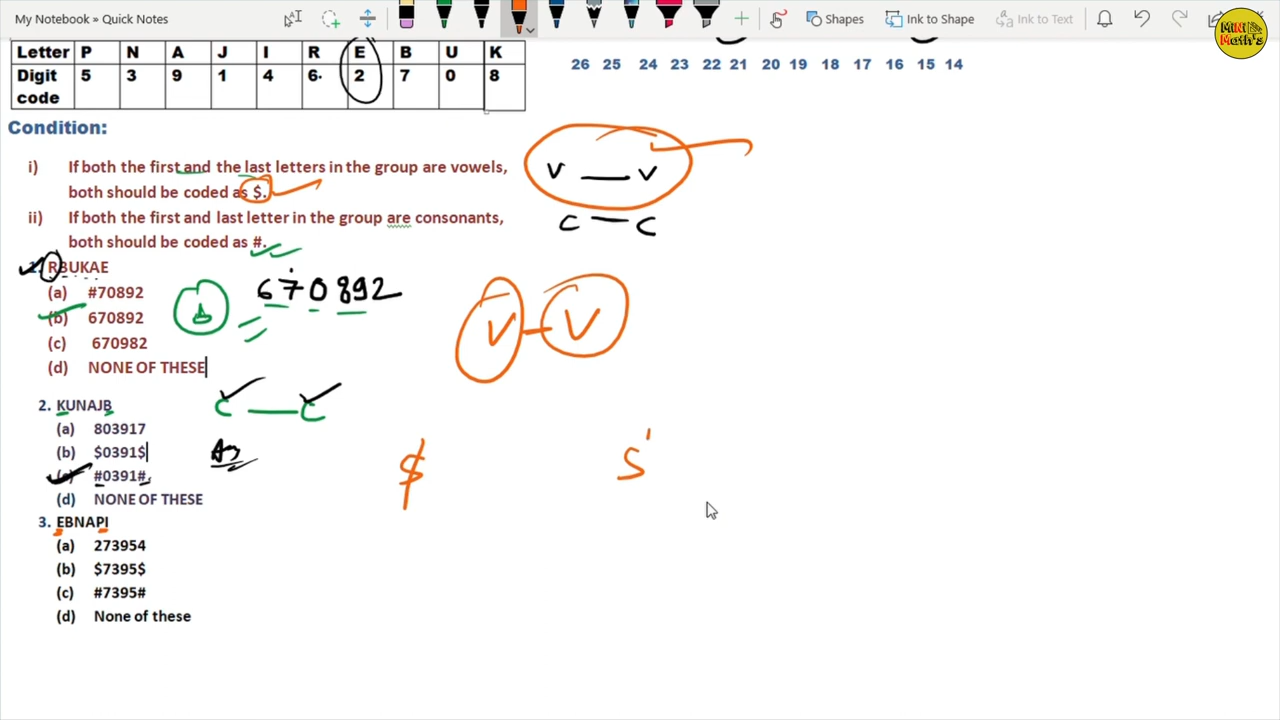 My Notebook » Quick Notes
Shapes
Ink to Shape
Ink to Text
MiNi
Math's
Letter P N A J I R E B U K
Digit code 5 3 9 1 4 6 2 7 0 8
26 25 24 23 22 21 20 19 18 17 16 15 14
Condition:
i) If both the first and the last letters in the group are vowels,
both should be coded as $.
V — V
ii) If both the first and last letter in the group are consonants,
both should be coded as #.
C — C
1. RBUKAE
(a) #70892
(b) 670892
(c) 670982
(d) NONE OF THESE
670892
V - V
2. KUNAJB
C — C
(a) 803917
(b) $0391$
(c) #0391#
(d) NONE OF THESE
Ans
$
3. EBNAPI
(a) 273954
(b) $7395$
(c) #7395#
(d) None of these